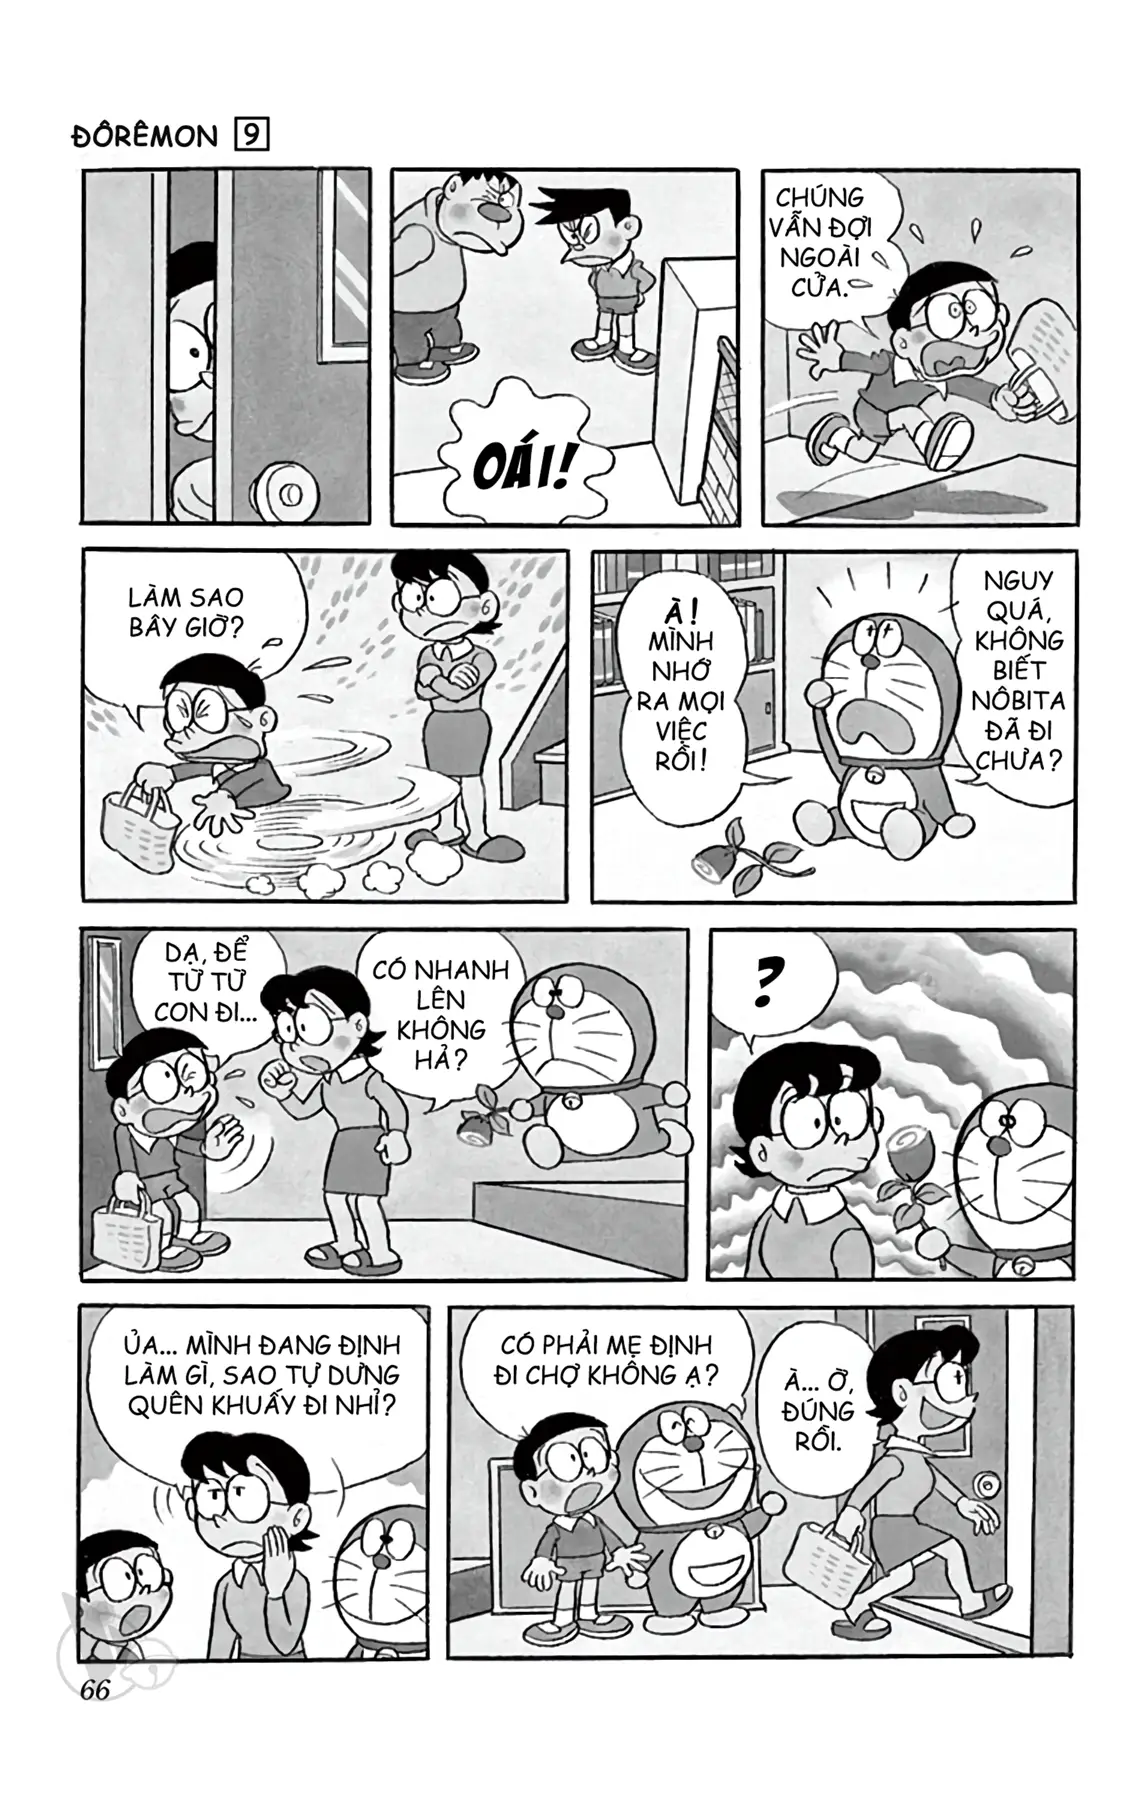 ĐÔRÊMON 9
OÁI!
CHÚNG
VẪN ĐỢI
NGOÀI
CỬA.
LÀM SAO
BÂY GIỜ?
À!
MÌNH
NHỚ
RA MỌI
VIỆC
RỒI!
NGUY
QUÁ,
KHÔNG
BIẾT
NÔBITA
ĐÃ ĐI
CHƯA?
DẠ, ĐỂ
TỪ TỪ
CON ĐI...
CÓ NHANH
LÊN
KHÔNG
HẢ?
?
ỦA... MÌNH ĐANG ĐỊNH
LÀM GÌ, SAO TỰ DƯNG
QUÊN KHUẤY ĐI NHỈ?
CÓ PHẢI MẸ ĐỊNH
ĐI CHỢ KHÔNG Ạ?
À... Ờ,
ĐÚNG
RỒI.
66